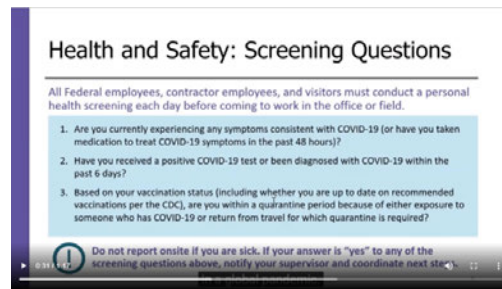 Health and Safety: Screening Questions
All Federal employees, contractor employees, and visitors must conduct a personal
health screening each day before coming to work in the office or field.
1. Are you currently experiencing any symptoms consistent with COVID-19 (or have you taken
medication to treat COVID-19 symptoms in the past 48 hours)?
2. Have you received a positive COVID-19 test or been diagnosed with COVID-19 within the
past 6 days?
3. Based on your vaccination status (including whether you are up to date on recommended
vaccinations per the CDC), are you within a quarantine period because of either exposure to
someone who has COVID-19 or return from travel for which quarantine is required?
Do not report onsite if you are sick. If your answer is "yes" to any of the
screening questions above, notify your supervisor and coordinate next steps.
in a global pandemic